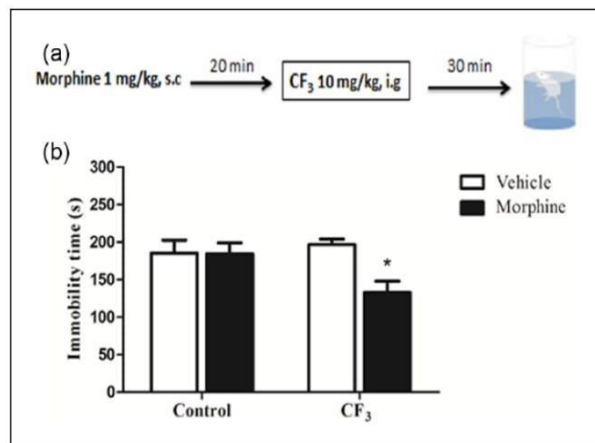 (a)
Morphine 1 mg/kg, s.c
20 min
CF₃ 10 mg/kg, i.g
30 min
(b)
Immobility time (s)
300
250
200
150
100
50
0
Vehicle
Morphine
*
Control
CF₃